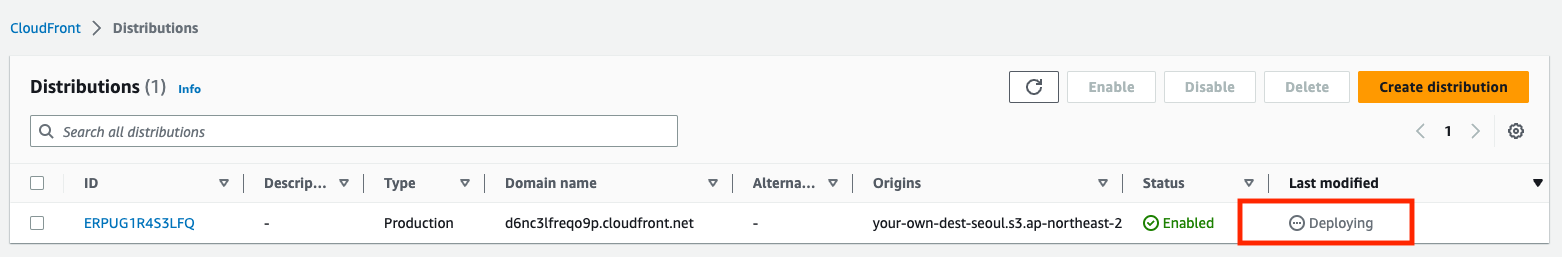 CloudFront > Distributions
Distributions (1) Info
Enable Disable Delete Create distribution
Search all distributions
1
ID Descrip... Type Domain name Alterna... Origins Status Last modified
ERPUG1R4S3LFQ - Production d6nc3lfreqo9p.cloudfront.net - your-own-dest-seoul.s3.ap-northeast-2 Enabled Deploying